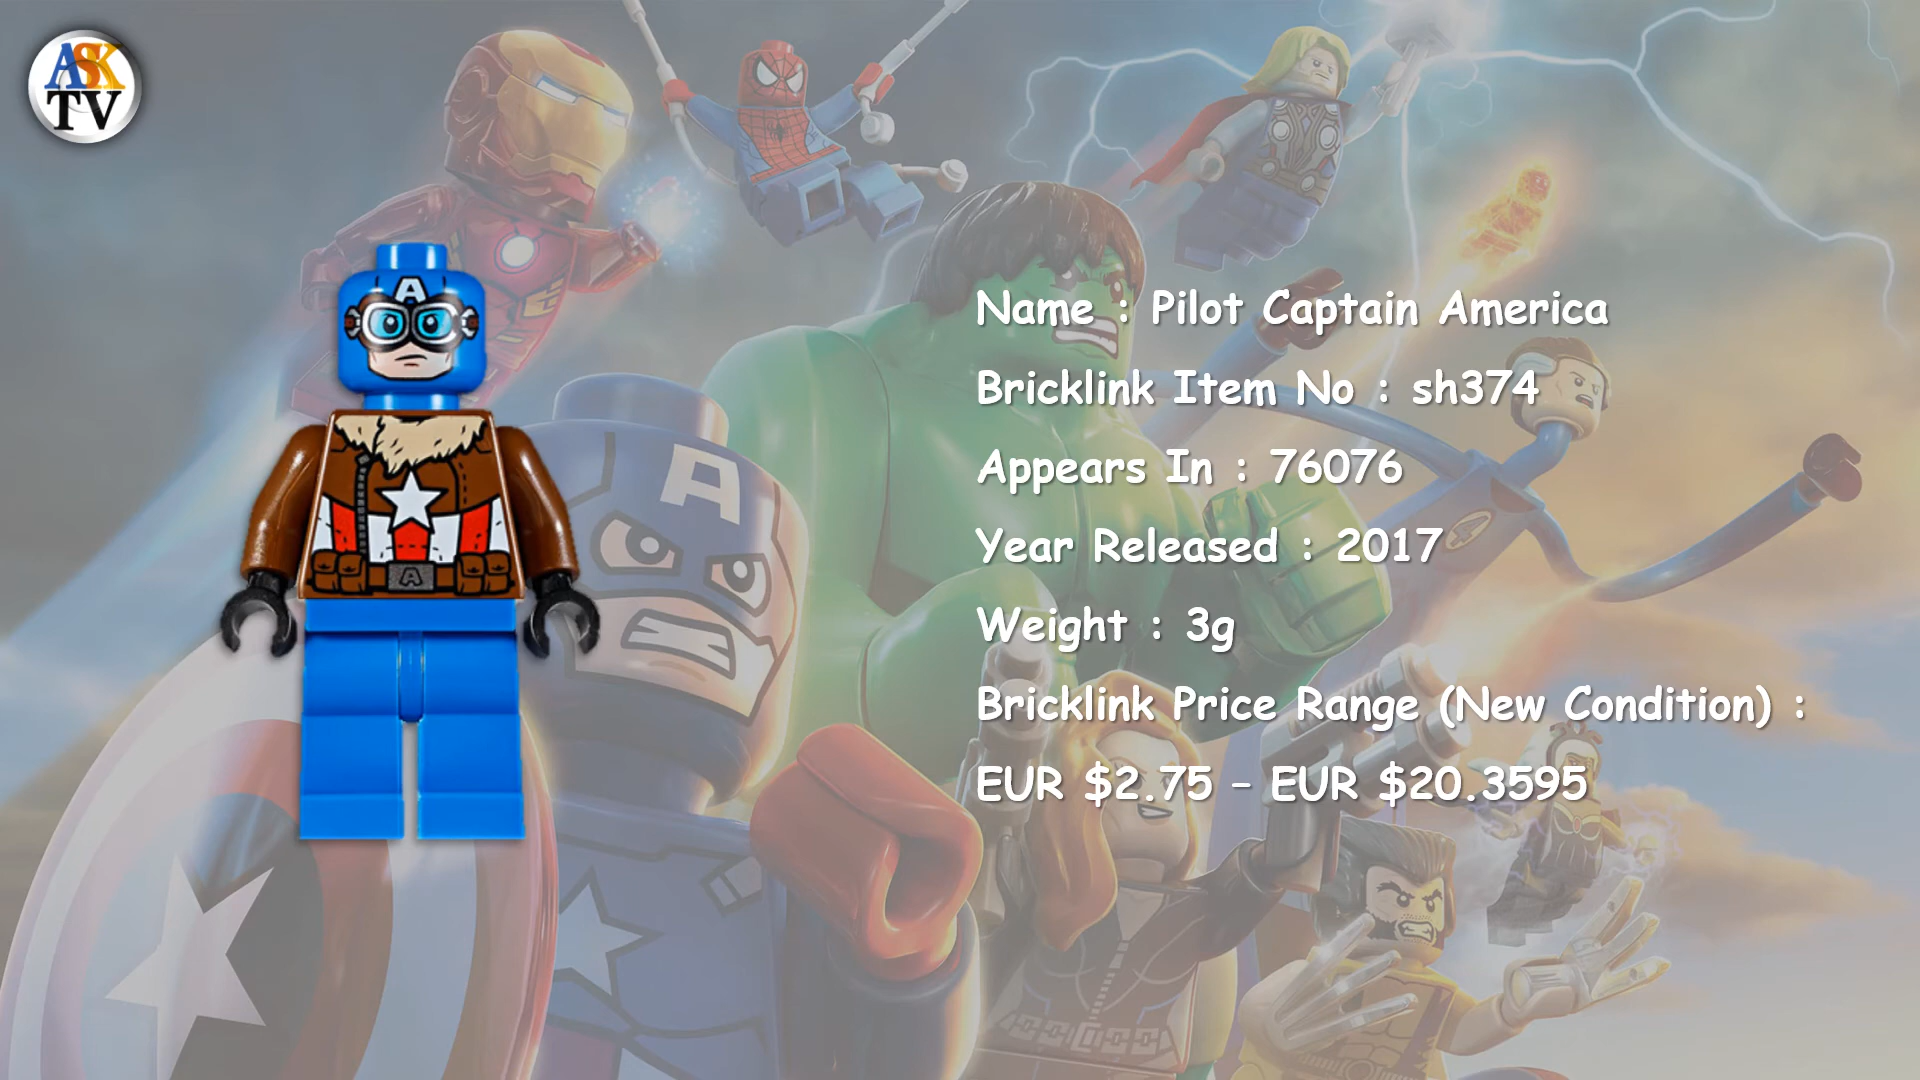 ASK
TV
A
Name : Pilot Captain America
Bricklink Item No : sh374
Appears In : 76076
Year Released : 2017
Weight : 3g
Bricklink Price Range (New Condition) :
EUR $2.75 – EUR $20.3595
A
A